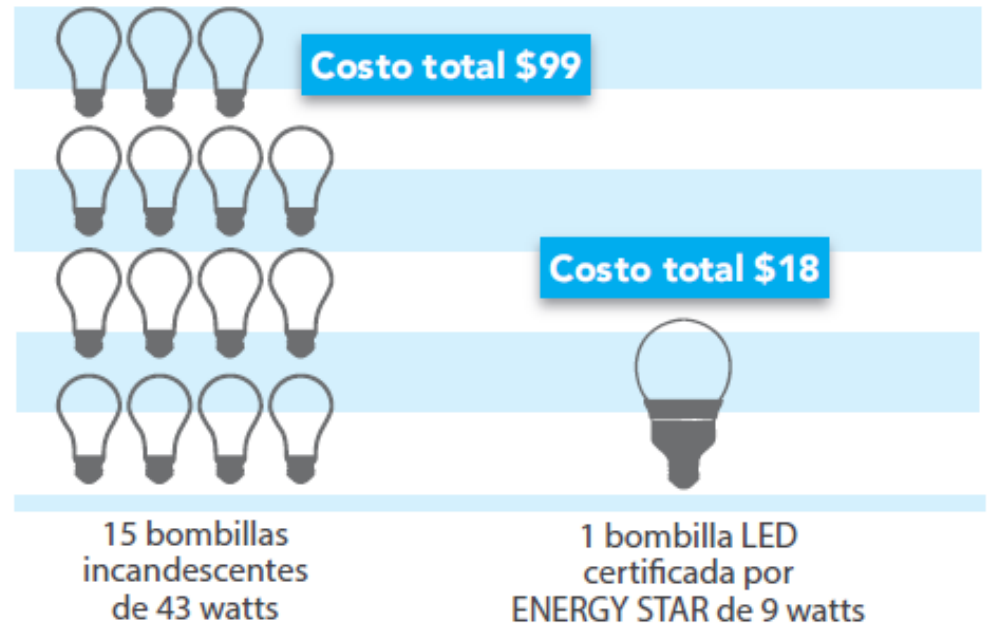 Costo total $99
Costo total $18
15 bombillas
incandescentes
de 43 watts
1 bombilla LED
certificada por
ENERGY STAR de 9 watts